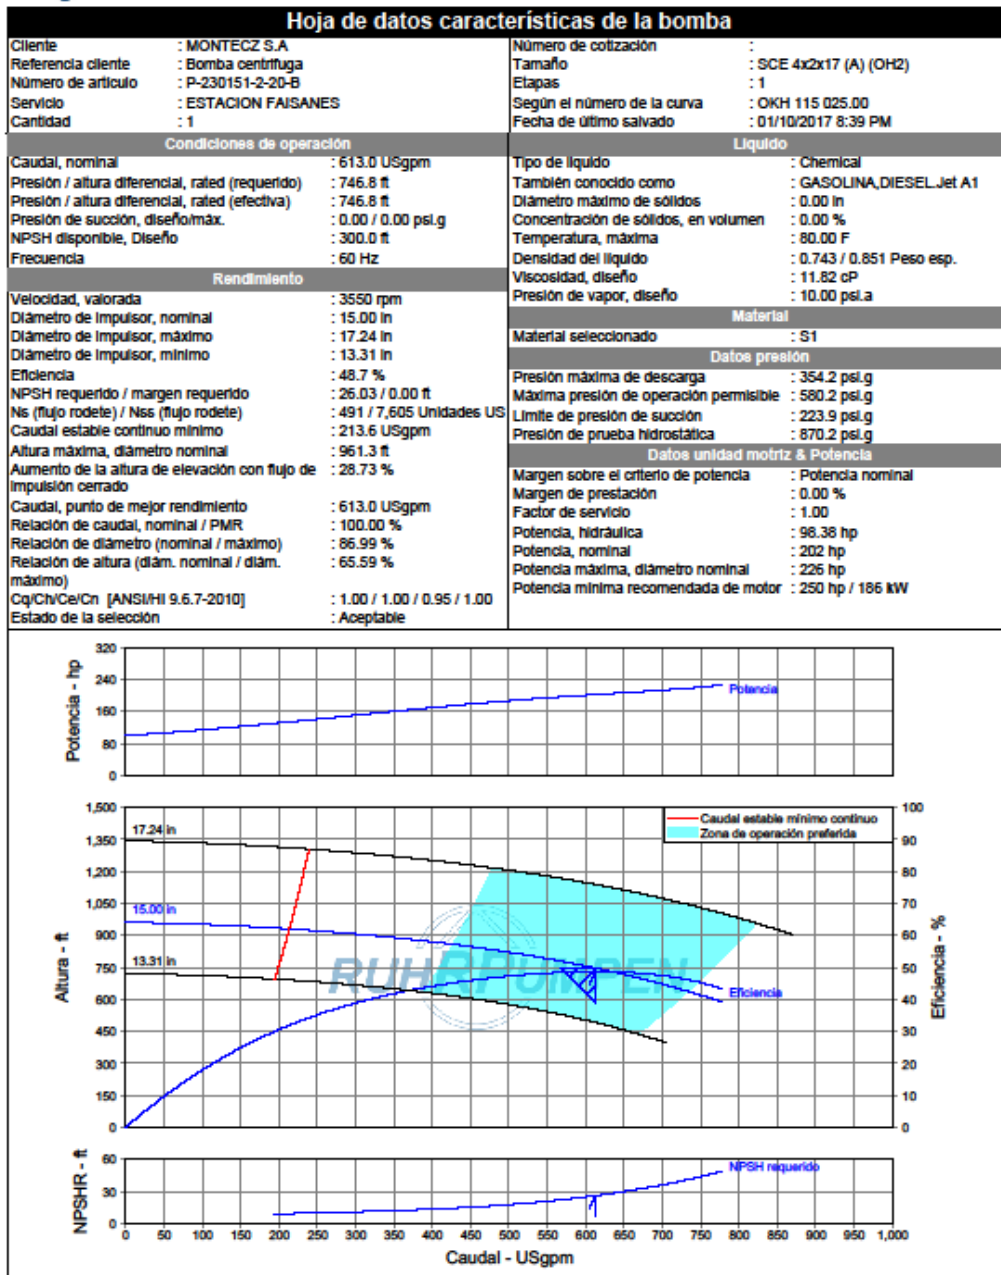 Hoja de datos características de la bomba
Cliente : MONTECZ S.A
Referencia cliente : Bomba centrifuga
Número de artículo : P-230151-2-20-B
Servicio : ESTACION FAISANES
Cantidad : 1
Número de cotización :
Tamaño : SCE 4x2x17 (A) (OH2)
Etapas : 1
Según el número de la curva : OKH 115 025.00
Fecha de último salvado : 01/10/2017 8:39 PM
Condiciones de operación
Caudal, nominal : 613.0 USgpm
Presión / altura diferencial, rated (requerido) : 746.8 ft
Presión / altura diferencial, rated (efectiva) : 746.8 ft
Presión de succión, diseño/máx. : 0.00 / 0.00 psi.g
NPSH disponible, Diseño : 300.0 ft
Frecuencia : 60 Hz
Rendimiento
Velocidad, valorada : 3550 rpm
Diámetro de impulsor, nominal : 15.00 in
Diámetro de impulsor, máximo : 17.24 in
Diámetro de impulsor, mínimo : 13.31 in
Eficiencia : 48.7 %
NPSH requerido / margen requerido : 26.03 / 0.00 ft
Ns (flujo rodete) / Nss (flujo rodete) : 491 / 7,605 Unidades US
Caudal estable continuo mínimo : 213.6 USgpm
Altura máxima, diámetro nominal : 961.3 ft
Aumento de la altura de elevación con flujo de : 28.73 %
impulsión cerrado
Caudal, punto de mejor rendimiento : 613.0 USgpm
Relación de caudal, nominal / PMR : 100.00 %
Relación de diámetro (nominal / máximo) : 86.99 %
Relación de altura (diám. nominal / diám. : 65.59 %
máximo)
Cq/Ch/Ce/Cn [ANSI/HI 9.6.7-2010] : 1.00 / 1.00 / 0.95 / 1.00
Estado de la selección : Aceptable
Líquido
Tipo de líquido : Chemical
También conocido como : GASOLINA,DIESEL.Jet A1
Diámetro máximo de sólidos : 0.00 in
Concentración de sólidos, en volumen : 0.00 %
Temperatura, máxima : 80.00 F
Densidad del líquido : 0.743 / 0.851 Peso esp.
Viscosidad, diseño : 11.82 cP
Presión de vapor, diseño : 10.00 psi.a
Material
Material seleccionado : S1
Datos presión
Presión máxima de descarga : 354.2 psi.g
Máxima presión de operación permisible : 580.2 psi.g
Límite de presión de succión : 223.9 psi.g
Presión de prueba hidrostática : 870.2 psi.g
Datos unidad motriz & Potencia
Margen sobre el criterio de potencia : Potencia nominal
Margen de prestación : 0.00 %
Factor de servicio : 1.00
Potencia, hidráulica : 98.38 hp
Potencia, nominal : 202 hp
Potencia máxima, diámetro nominal : 226 hp
Potencia mínima recomendada de motor : 250 hp / 186 kW
Potencia - hp
320
240
160
80
0
Potencia
Altura - ft
1,500
1,350
1,200
1,050
900
750
600
450
300
150
0
17.24 in
15.00 in
13.31 in
Caudal estable mínimo continuo
Zona de operación preferida
RUHRPUMPEN
Eficiencia
100
90
80
70
60
50
40
30
20
10
0
Eficiencia - %
NPSHR - ft
60
30
0
NPSH requerido
0 50 100 150 200 250 300 350 400 450 500 550 600 650 700 750 800 850 900 950 1,000
Caudal - USgpm